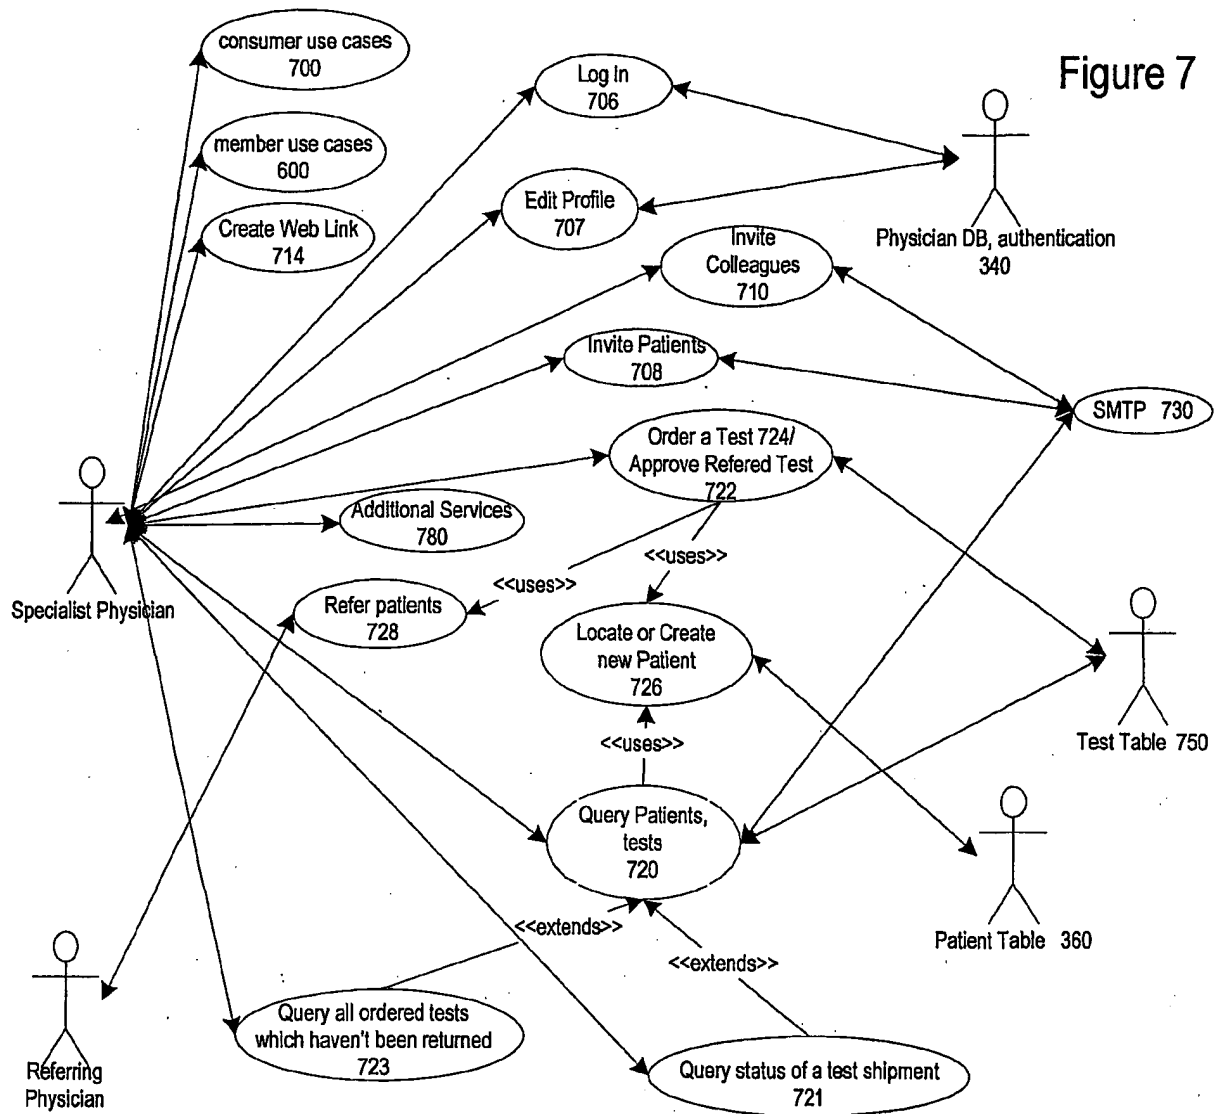 Figure 7
consumer use cases
700
Log In
706
member use cases
600
Edit Profile
707
Create Web Link
714
Physician DB, authentication
340
Invite
Colleagues
710
Invite Patients
708
SMTP 730
Order a Test 724/
Approve Refered Test
722
Additional Services
780
<<uses>>
<<uses>>
Specialist Physician
Refer patients
728
Locate or Create
new Patient
726
<<uses>>
Test Table 750
Query Patients,
tests
720
<<extends>>
Patient Table 360
<<extends>>
Query all ordered tests
which haven't been returned
723
Referring
Physician
Query status of a test shipment
721